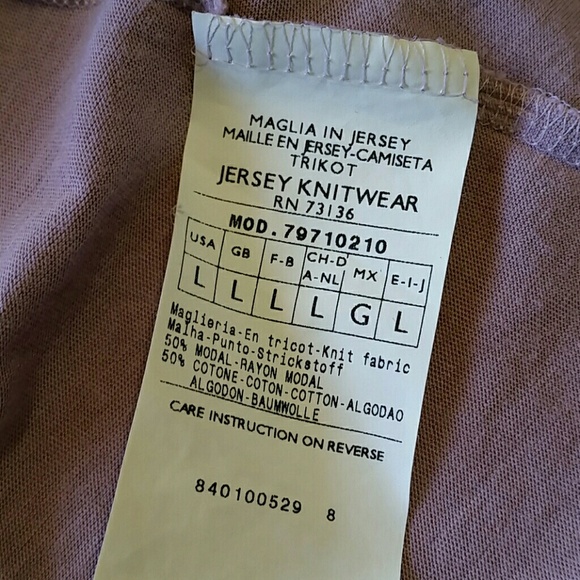 MAGLIA IN JERSEY
MAILLE EN JERSEY-CAMISETA
TRIKOT
JERSEY KNITWEAR
RN 73136
MOD. 79710210
USA GB F-B CH-D A-NL MX E-I-J
L L L L G L
Maglieria-En tricot-Knit fabric
Malha-Punto-Strickstoff
50% MODAL-RAYON MODAL
50% COTONE-COTON-COTTON-ALGODAO
ALGODON-BAUMWOLLE
CARE INSTRUCTION ON REVERSE
840100529 8